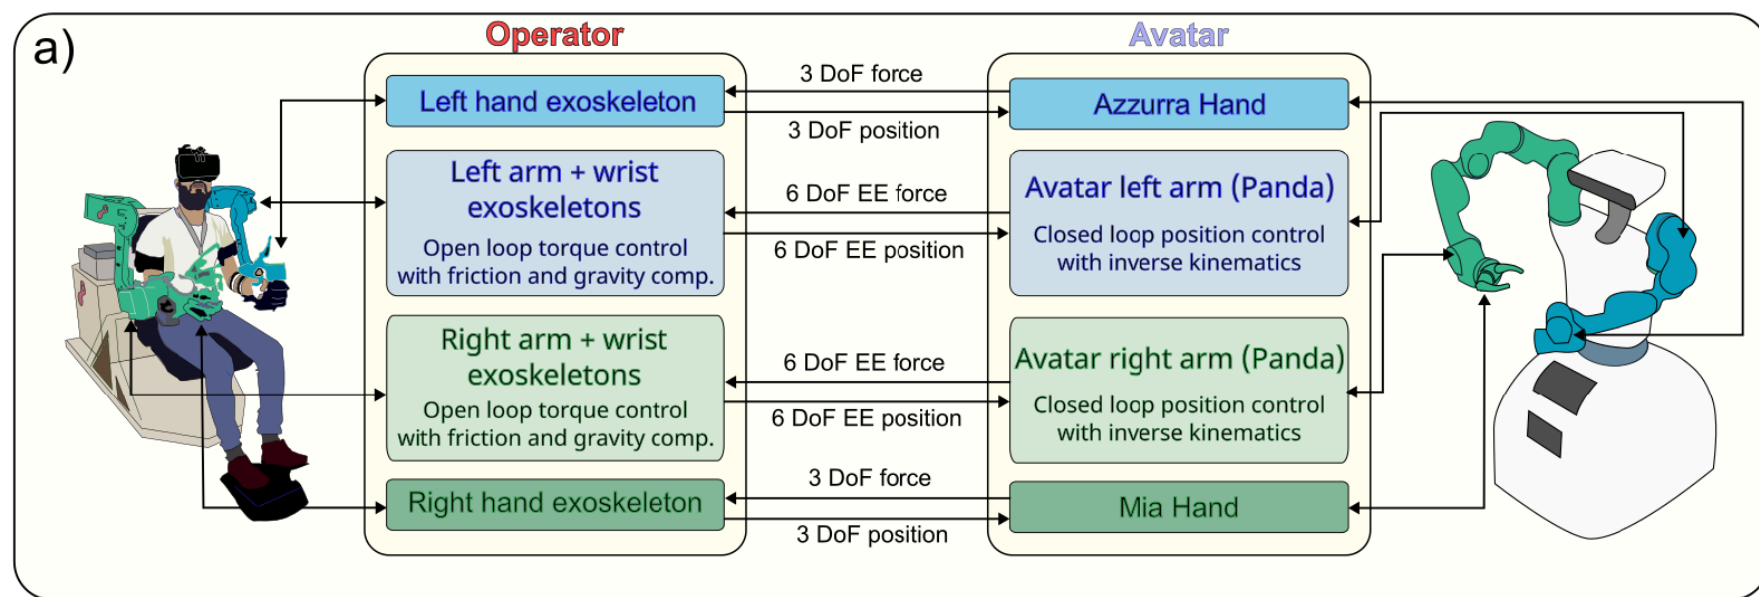 a)
Operator
Avatar
Left hand exoskeleton
3 DoF force
3 DoF position
Azzurra Hand
Left arm + wrist
exoskeletons
Open loop torque control
with friction and gravity comp.
6 DoF EE force
6 DoF EE position
Avatar left arm (Panda)
Closed loop position control
with inverse kinematics
Right arm + wrist
exoskeletons
Open loop torque control
with friction and gravity comp.
6 DoF EE force
6 DoF EE position
Avatar right arm (Panda)
Closed loop position control
with inverse kinematics
Right hand exoskeleton
3 DoF force
3 DoF position
Mia Hand